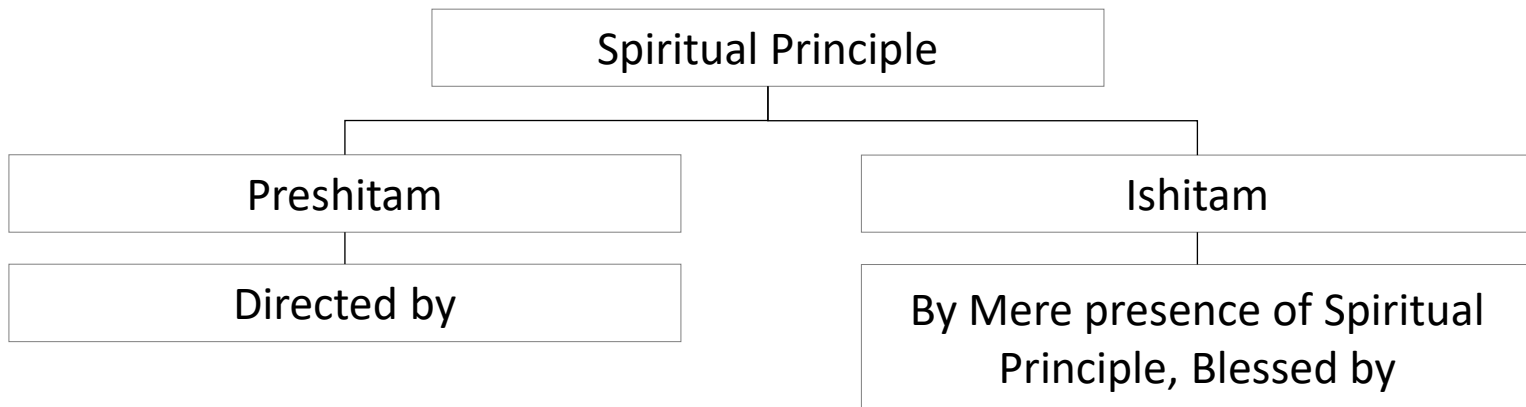 Spiritual Principle
Preshitam
Ishitam
Directed by
By Mere presence of Spiritual
Principle, Blessed by